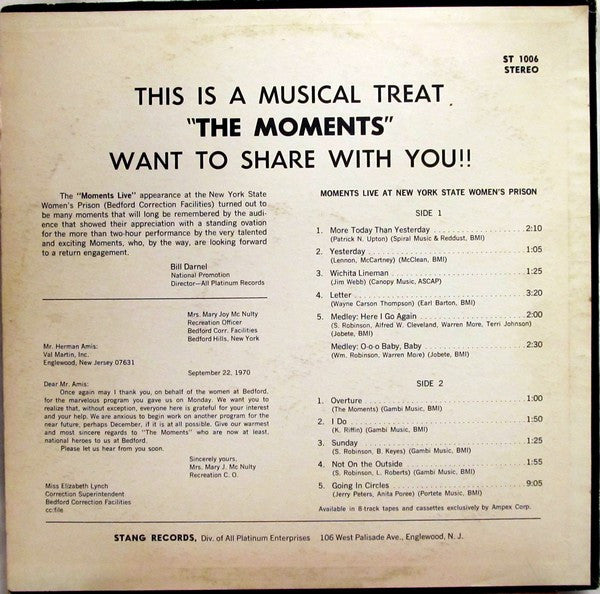 ST 1006
STEREO
THIS IS A MUSICAL TREAT
"THE MOMENTS"
WANT TO SHARE WITH YOU!!
The "Moments Live" appearance at the New York State
Women's Prison (Bedford Correction Facilities) turned out to
be many moments that will long be remembered by the audi-
ence that showed their appreciation with a standing ovation
for the more than two-hour performance by the very talented
and exciting Moments, who, by the way, are looking forward
to a return engagement.
Bill Darnel
National Promotion
Director—All Platinum Records
Mrs. Mary Joy Mc Nulty
Recreation Officer
Bedford Corr. Facilities
Bedford Hills, New York
Mr. Herman Amis:
Val Martin, Inc.
Englewood, New Jersey 07631
September 22, 1970
Dear Mr. Amis:
Once again may I thank you, on behalf of the women at Bedford,
for the marvelous program you gave us on Monday. We want you to
realize that, without exception, everyone here is grateful for your interest
and your help. We are anxious to begin work on another program for the
near future, perhaps December, if it is at all possible. Give our warmest
and most sincere regards to "The Moments" who are now at least,
national heroes to us at Bedford.
Please let us hear from you soon.
Sincerely yours,
Mrs. Mary J. Mc Nulty
Recreation C. O.
Miss Elizabeth Lynch
Correction Superintendent
Bedford Correction Facilities
cc:file
MOMENTS LIVE AT NEW YORK STATE WOMEN'S PRISON
SIDE 1
1. More Today Than Yesterday 2:10
(Patrick N. Upton) (Spiral Music & Reddust, BMI)
2. Yesterday 1:05
(Lennon, McCartney) (McClean, BMI)
3. Wichita Lineman 1:25
(Jim Webb) (Canopy Music, ASCAP)
4. Letter 3:20
(Wayne Carson Thompson) (Earl Barton, BMI)
5. Medley: Here I Go Again 2:00
(S. Robinson, Alfred W. Cleveland, Warren More, Terri Johnson)
(Jobete, BMI)
Medley: O-o-o Baby, Baby 2:30
(Wm. Robinson, Warren More) (Jobete, BMI)
SIDE 2
1. Overture 1:00
(The Moments) (Gambi Music, BMI)
2. I Do 1:50
(K. Riffin) (Gambi Music, BMI)
3. Sunday 1:25
(S. Robinson, B. Keyes) (Gambi Music, BMI)
4. Not On the Outside 1:55
(S. Robinson, L. Roberts) (Gambi Music, BMI)
5. Going In Circles 9:05
(Jerry Peters, Anita Poree) (Portete Music, BMI)
Available in 8 track tapes and cassettes exclusively by Ampex Corp.
STANG RECORDS, Div. of All Platinum Enterprises 106 West Palisade Ave., Englewood, N. J.